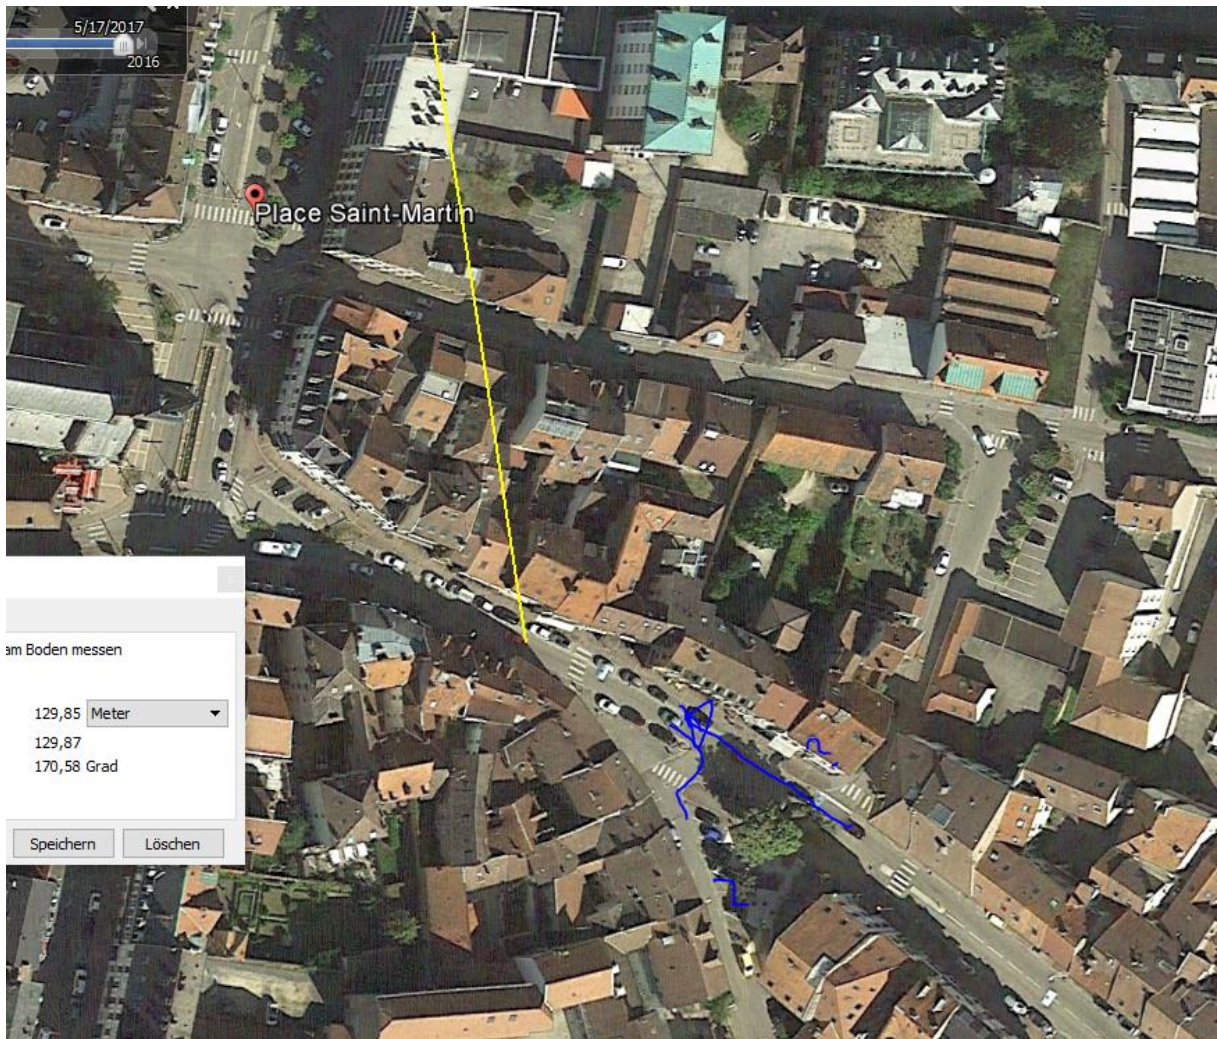 5/17/2017
2016
Place Saint-Martin
am Boden messen
129,85 Meter
129,87
170,58 Grad
Speichern Löschen